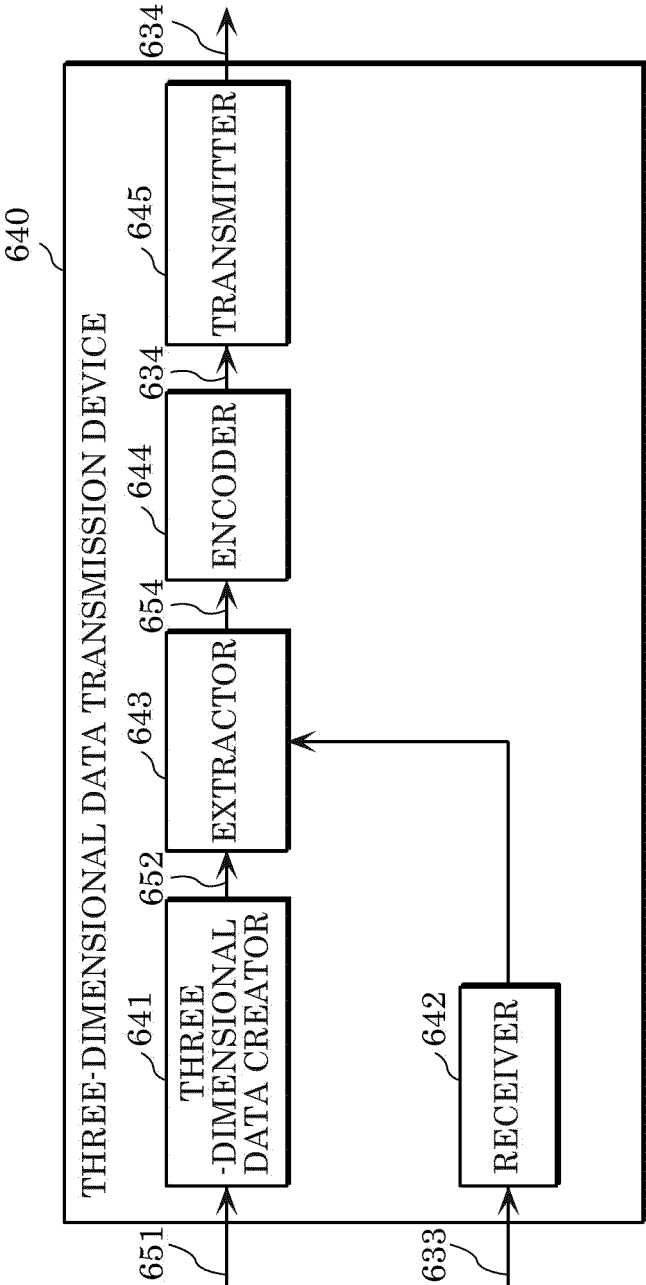 640
THREE-DIMENSIONAL DATA TRANSMISSION DEVICE
651
641
THREE
-DIMENSIONAL
DATA CREATOR
652
643
EXTRACTOR
654
644
ENCODER
634
645
TRANSMITTER
634
633
642
RECEIVER